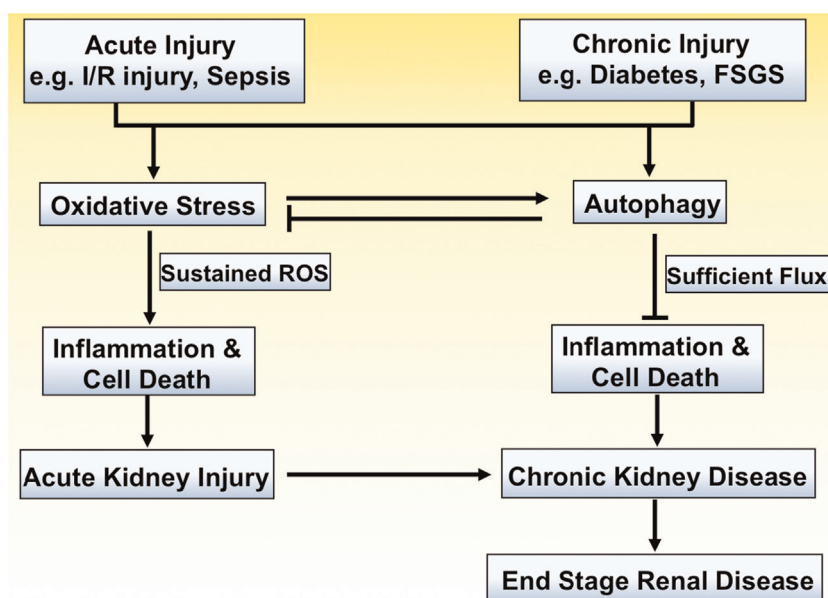 Acute Injury
e.g. I/R injury, Sepsis
Chronic Injury
e.g. Diabetes, FSGS
Oxidative Stress
Autophagy
Sustained ROS
Sufficient Flux
Inflammation &
Cell Death
Inflammation &
Cell Death
Acute Kidney Injury
Chronic Kidney Disease
End Stage Renal Disease